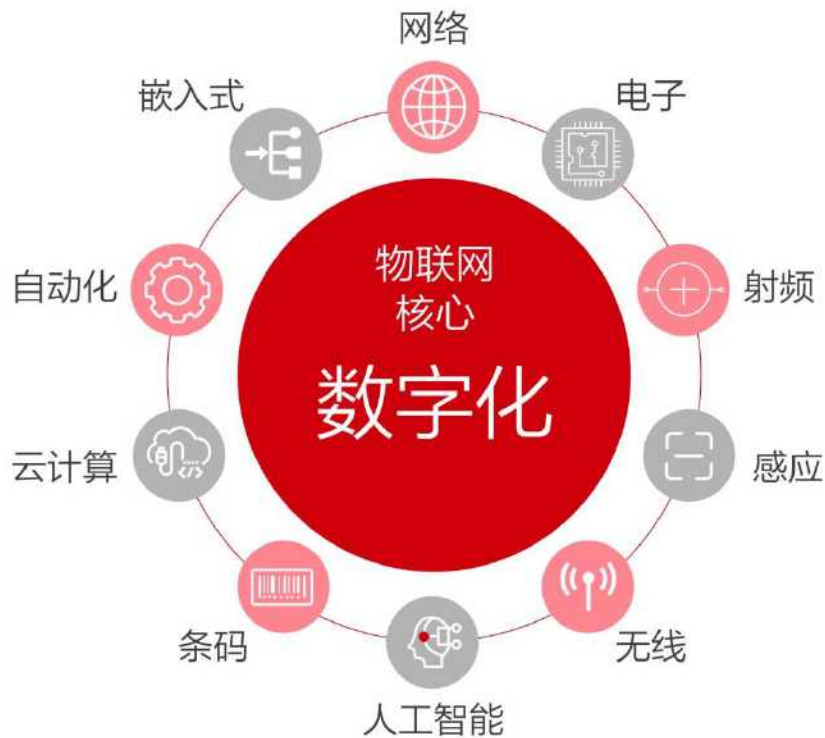 网络
电子
射频
感应
无线
人工智能
条码
云计算
自动化
嵌入式
物联网
核心
数字化